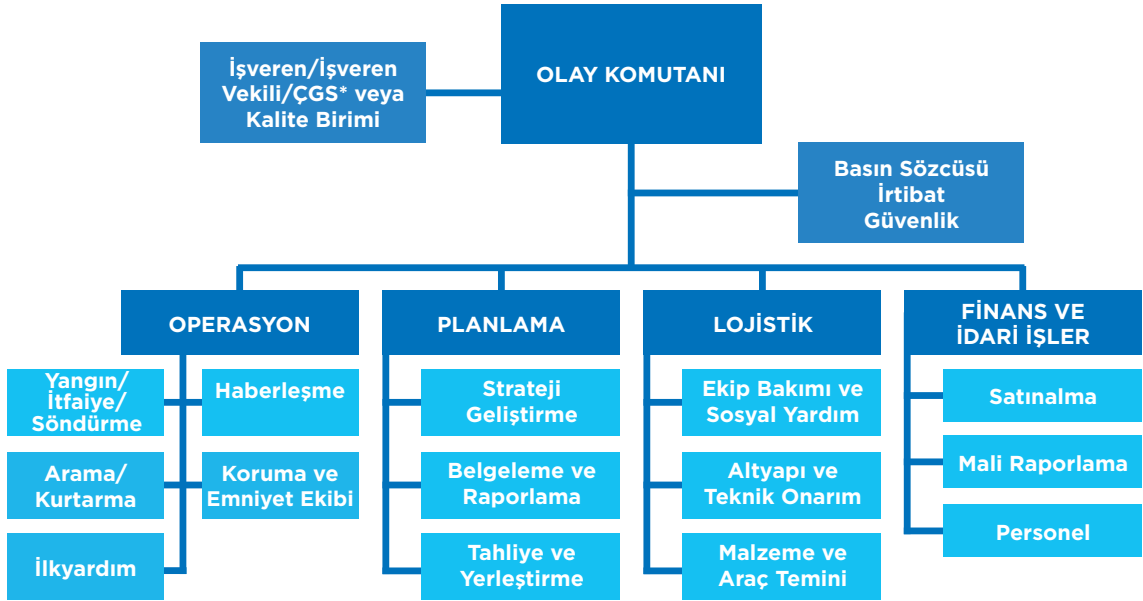 OLAY KOMUTANI
İşveren/İşveren
Vekili/ÇGS* veya
Kalite Birimi
Basın Sözcüsü
İrtibat
Güvenlik
OPERASYON
Yangın/
İtfaiye/
Söndürme
Haberleşme
Arama/
Kurtarma
Koruma ve
Emniyet Ekibi
İlkyardım
PLANLAMA
Strateji
Geliştirme
Belgeleme ve
Raporlama
Tahliye ve
Yerleştirme
LOJİSTİK
Ekip Bakımı ve
Sosyal Yardım
Altyapı ve
Teknik Onarım
Malzeme ve
Araç Temini
FİNANS VE
İDARİ İŞLER
Satınalma
Mali Raporlama
Personel